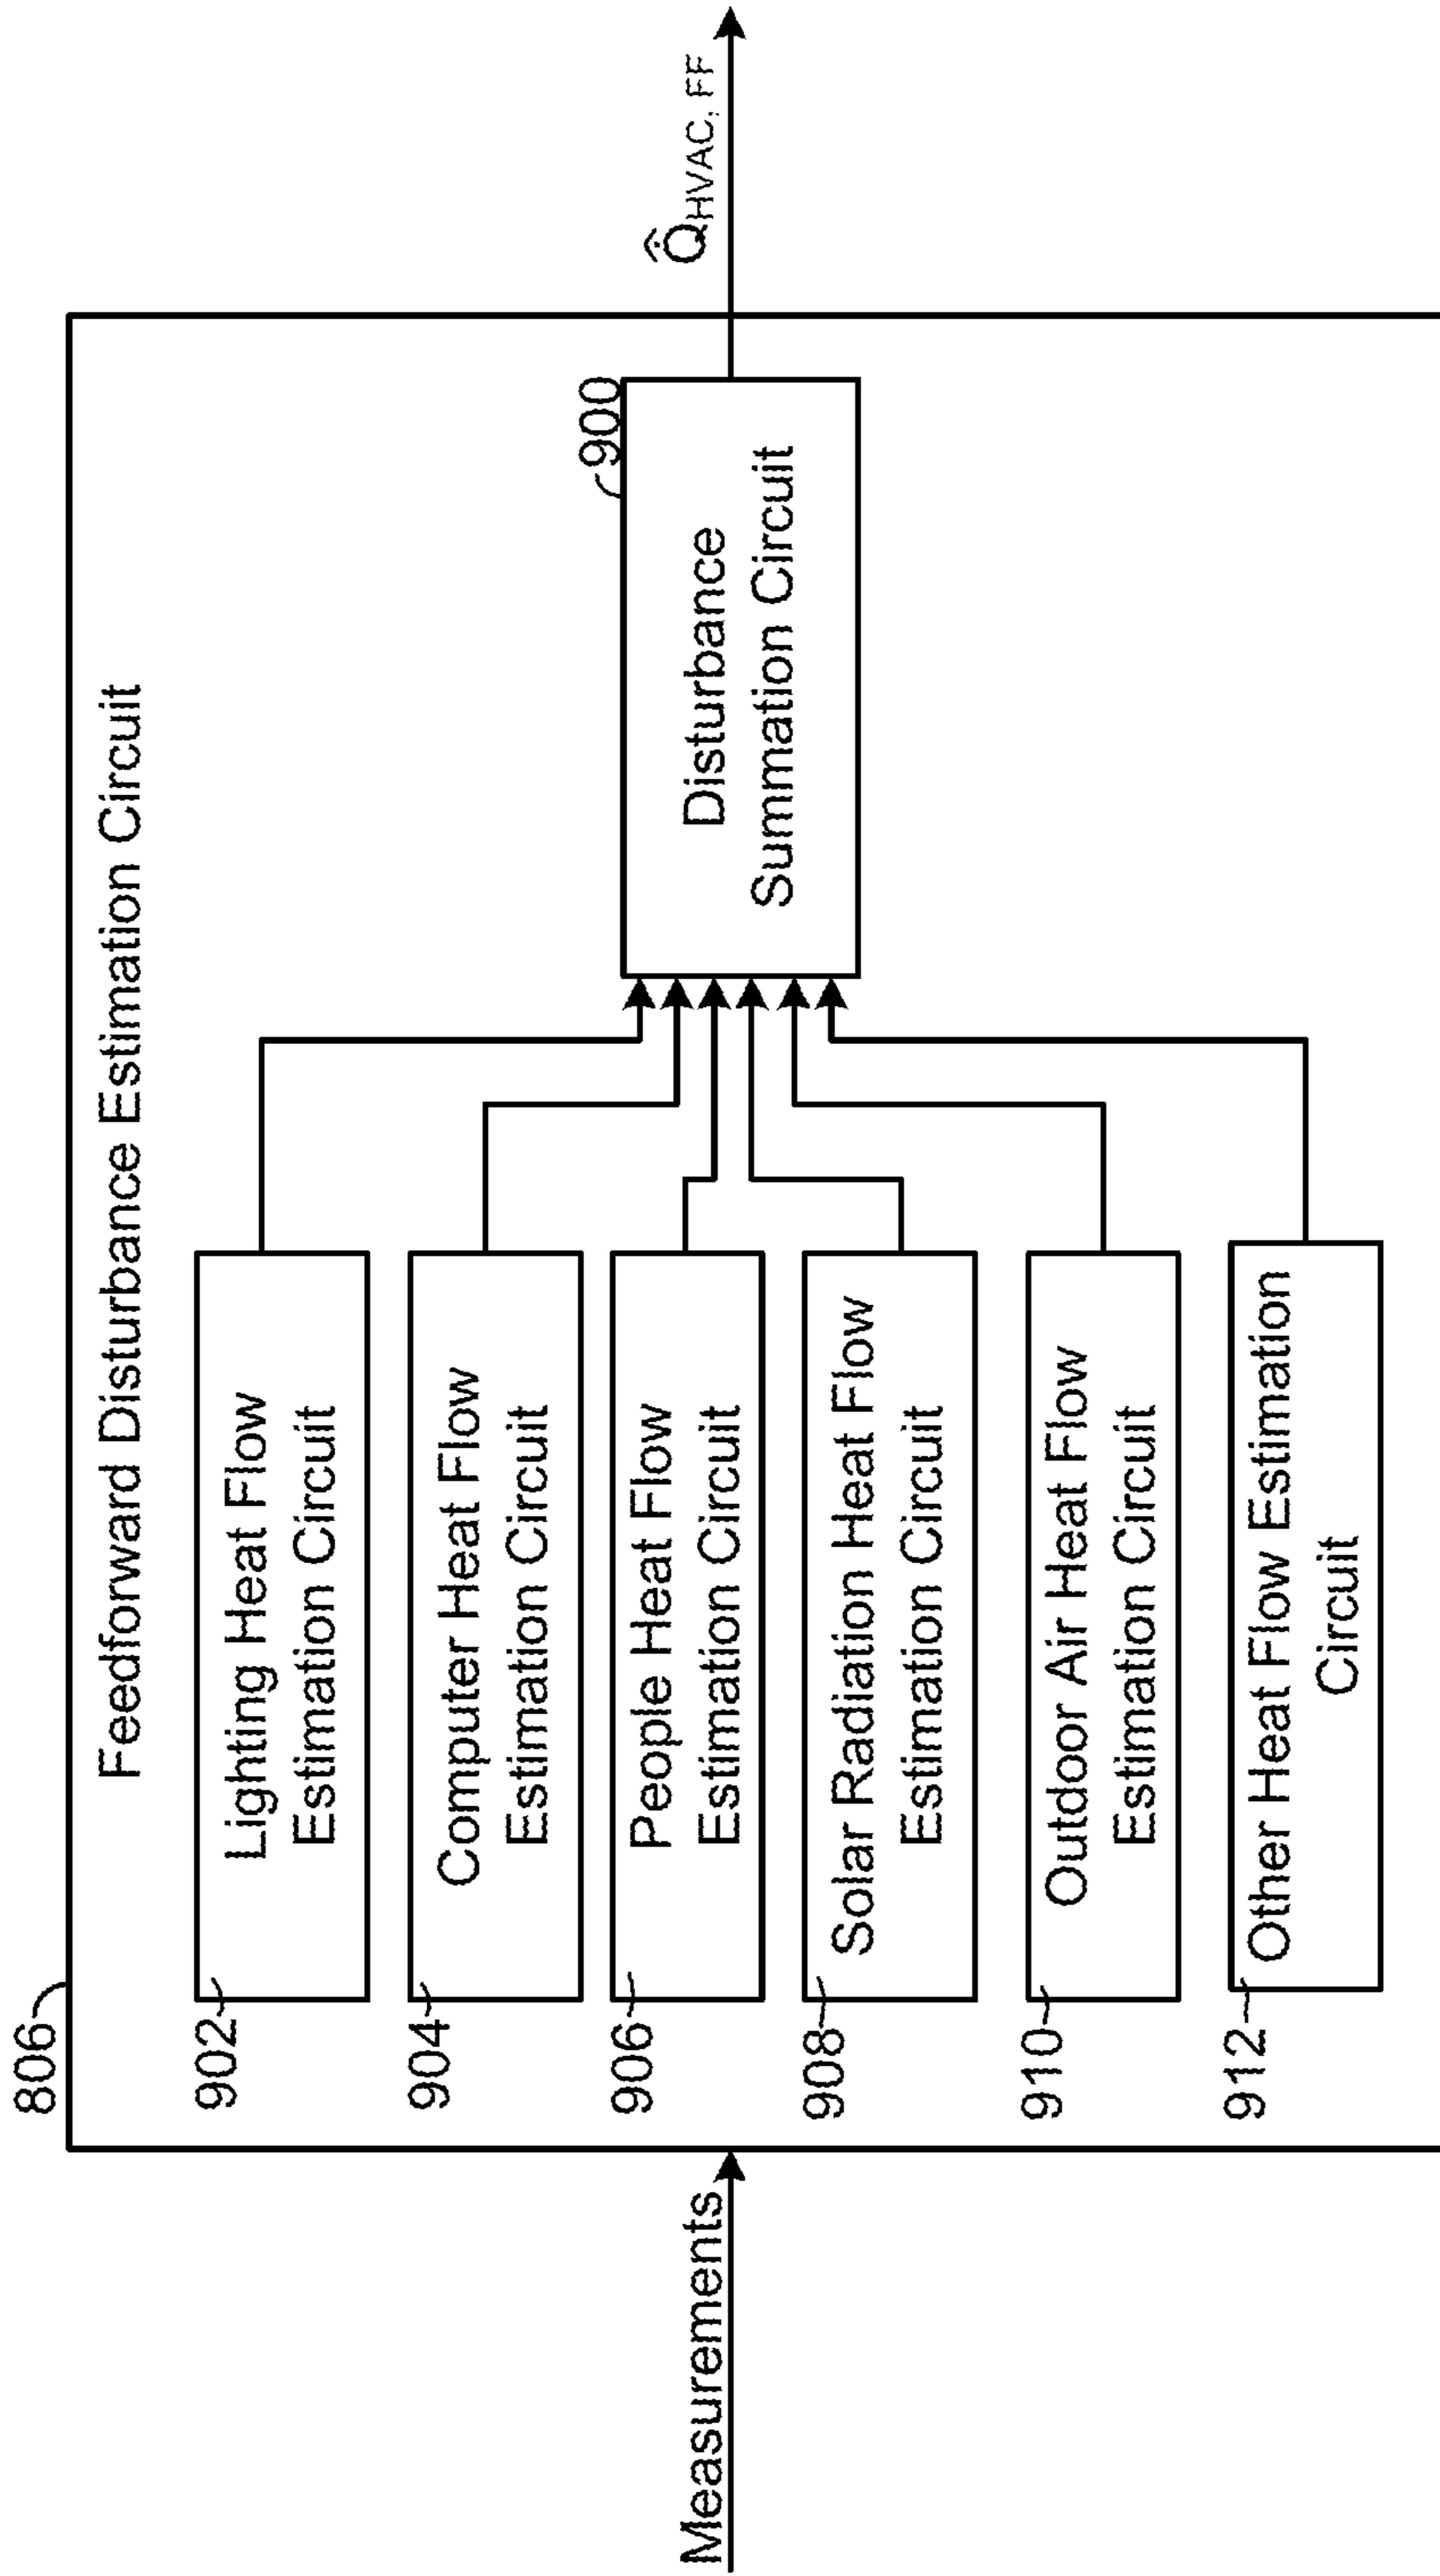 806
Feedforward Disturbance Estimation Circuit
902
Lighting Heat Flow
Estimation Circuit
904
Computer Heat Flow
Estimation Circuit
906
People Heat Flow
Estimation Circuit
908
Solar Radiation Heat Flow
Estimation Circuit
910
Outdoor Air Heat Flow
Estimation Circuit
912
Other Heat Flow Estimation
Circuit
Measurements
900
Disturbance
Summation Circuit
Q̇̂HVAC, FF